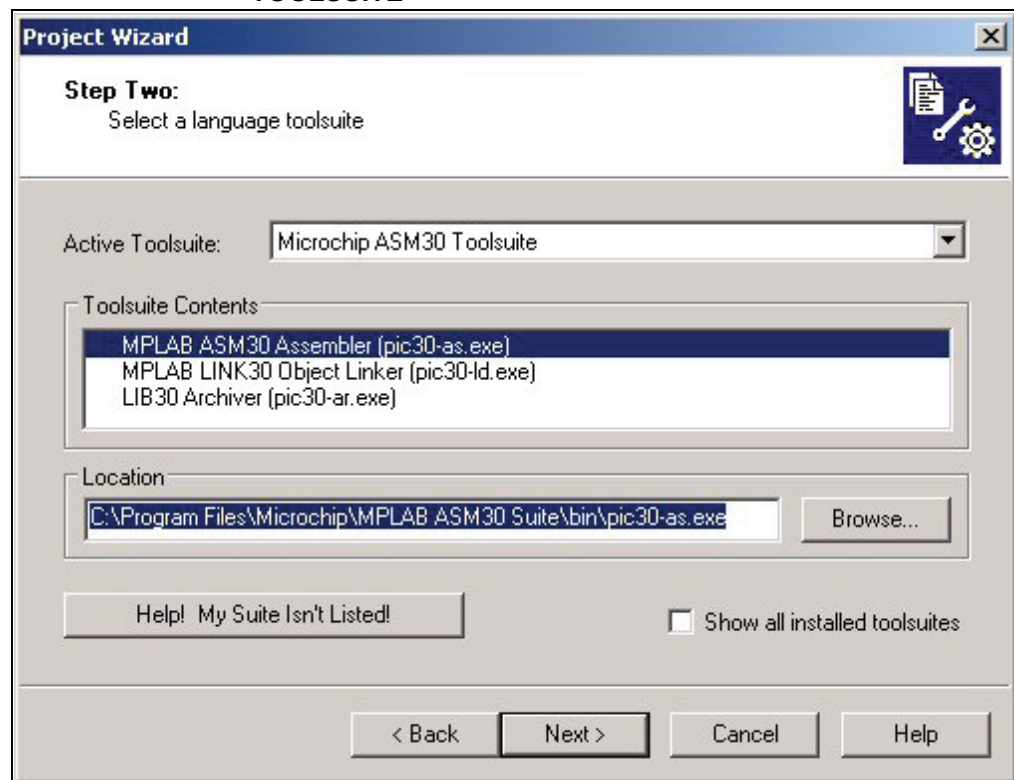 TOOLSUITE
Project Wizard
Step Two:
Select a language toolsuite
Active Toolsuite: Microchip ASM30 Toolsuite
Toolsuite Contents
MPLAB ASM30 Assembler (pic30-as.exe)
MPLAB LINK30 Object Linker (pic30-ld.exe)
LIB30 Archiver (pic30-ar.exe)
Location
C:\Program Files\Microchip\MPLAB ASM30 Suite\bin\pic30-as.exe Browse...
Help! My Suite Isn't Listed! Show all installed toolsuites
< Back Next > Cancel Help